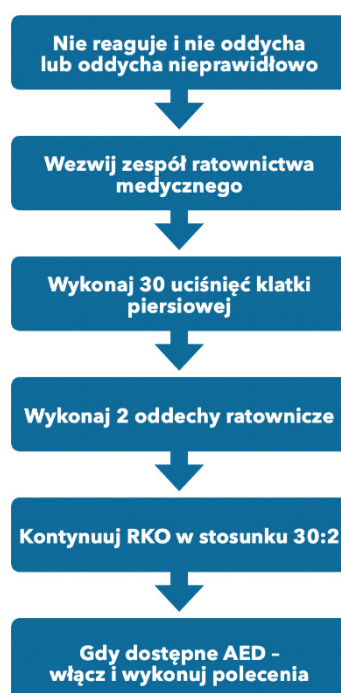 Nie reaguje i nie oddycha
lub oddycha nieprawidłowo
Wezwij zespół ratownictwa
medycznego
Wykonaj 30 uciśnięć klatki
piersiowej
Wykonaj 2 oddechy ratownicze
Kontynuuj RKO w stosunku 30:2
Gdy dostępne AED –
włącz i wykonuj polecenia